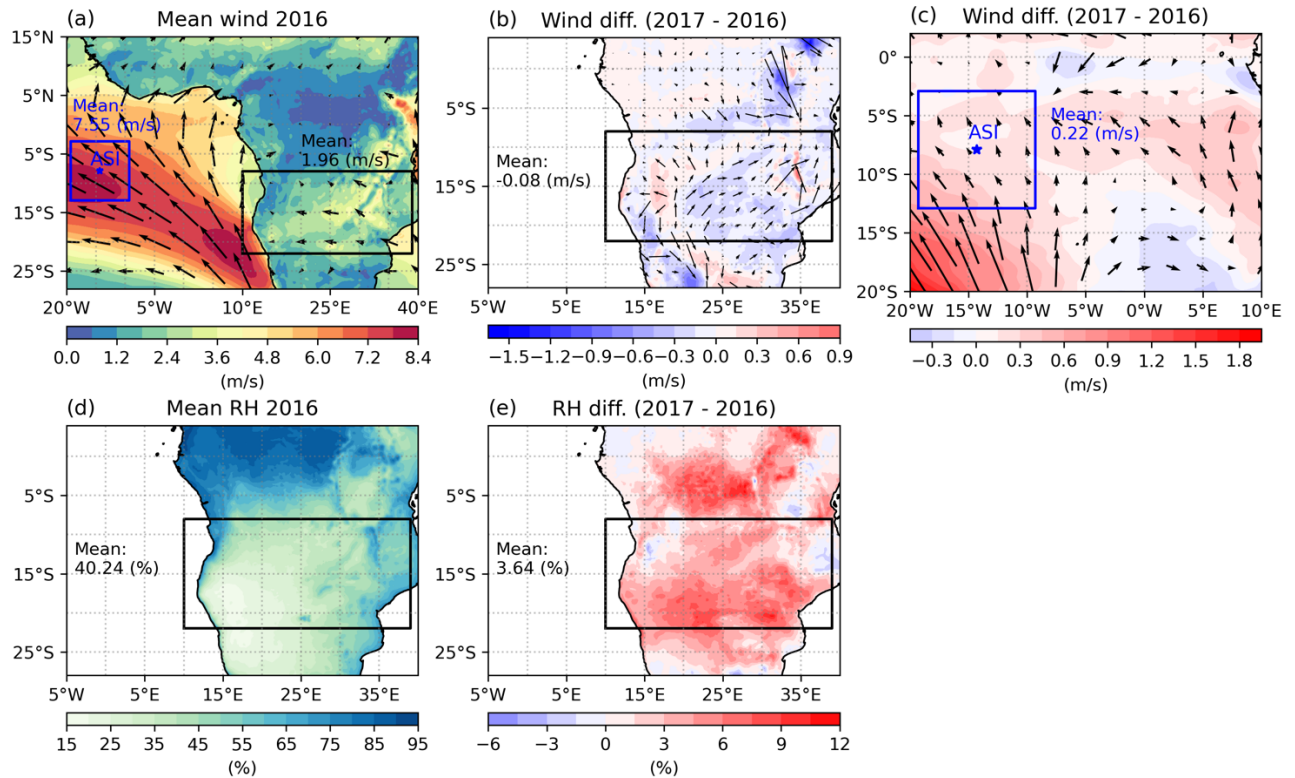 (a) Mean wind 2016
15°N
5°N
5°S
15°S
25°S
20°W 5°W 10°E 25°E 40°E
Mean:
7.55 (m/s)
ASI
Mean:
1.96 (m/s)
0.0 1.2 2.4 3.6 4.8 6.0 7.2 8.4
(m/s)
(b) Wind diff. (2017 - 2016)
5°S
15°S
25°S
5°W 5°E 15°E 25°E 35°E
Mean:
-0.08 (m/s)
−1.5 −1.2 −0.9 −0.6 −0.3 0.0 0.3 0.6 0.9
(m/s)
(c) Wind diff. (2017 - 2016)
0°
5°S
10°S
15°S
20°S
20°W 15°W 10°W 5°W 0°W 5°E 10°E
ASI
Mean:
0.22 (m/s)
−0.3 0.0 0.3 0.6 0.9 1.2 1.5 1.8
(m/s)
(d) Mean RH 2016
5°S
15°S
25°S
5°W 5°E 15°E 25°E 35°E
Mean:
40.24 (%)
15 25 35 45 55 65 75 85 95
(%)
(e) RH diff. (2017 - 2016)
5°S
15°S
25°S
5°W 5°E 15°E 25°E 35°E
Mean:
3.64 (%)
−6 −3 0 3 6 9 12
(%)